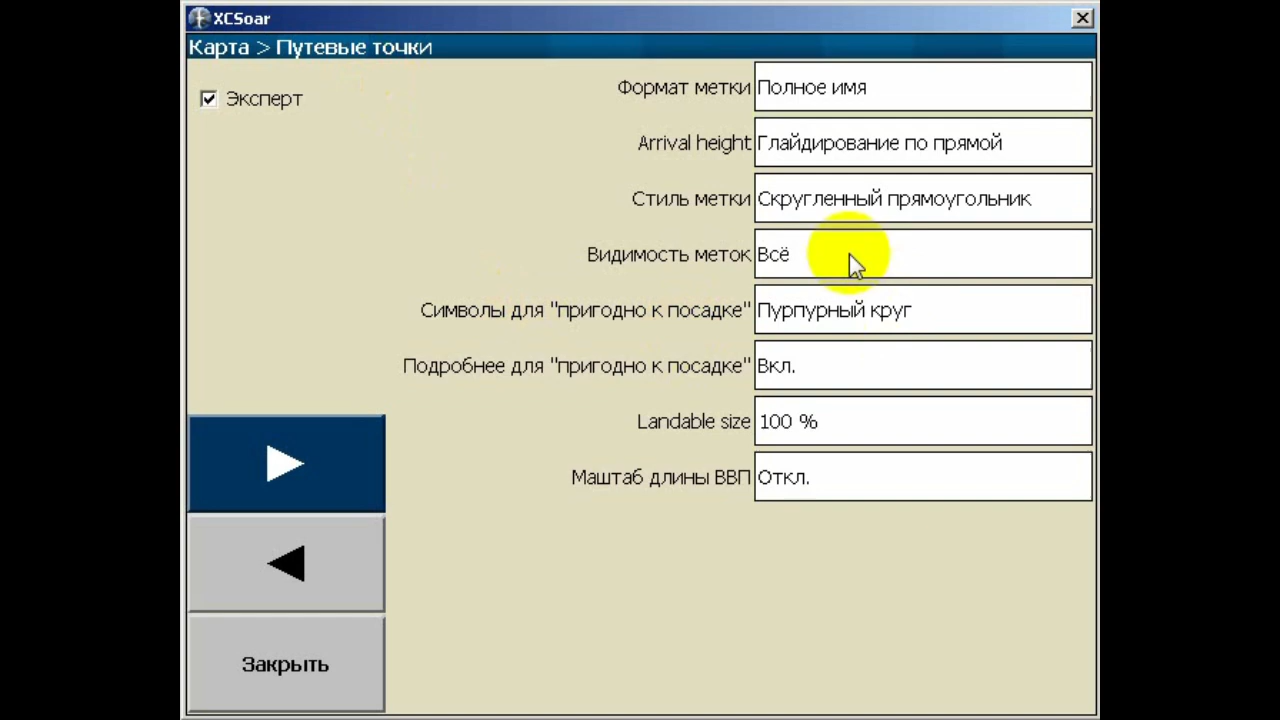 XCSoar
Карта > Путевые точки
Эксперт
Формат метки Полное имя
Arrival height Глайдирование по прямой
Стиль метки Скругленный прямоугольник
Видимость меток Всё
Символы для "пригодно к посадке" Пурпурный круг
Подробнее для "пригодно к посадке" Вкл.
Landable size 100 %
Маштаб длины ВВП Откл.
Закрыть